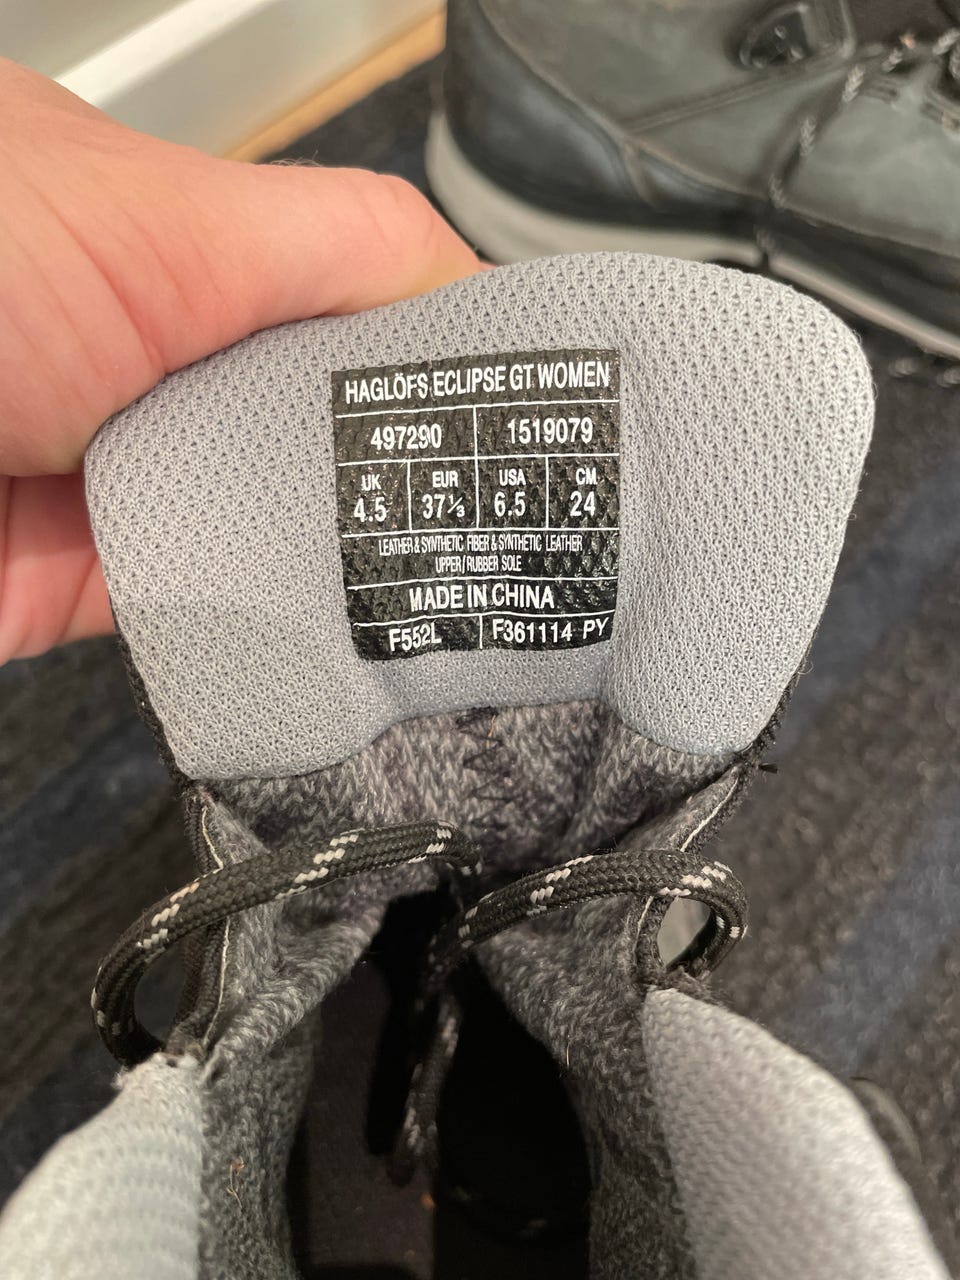 HAGLÖFS ECLIPSE GT WOMEN
497290 1519079
UK EUR USA CM
4.5 37⅓ 6.5 24
LEATHER & SYNTHETIC FIBER & SYNTHETIC LEATHER
UPPER/RUBBER SOLE
MADE IN CHINA
F552L F361114 PY